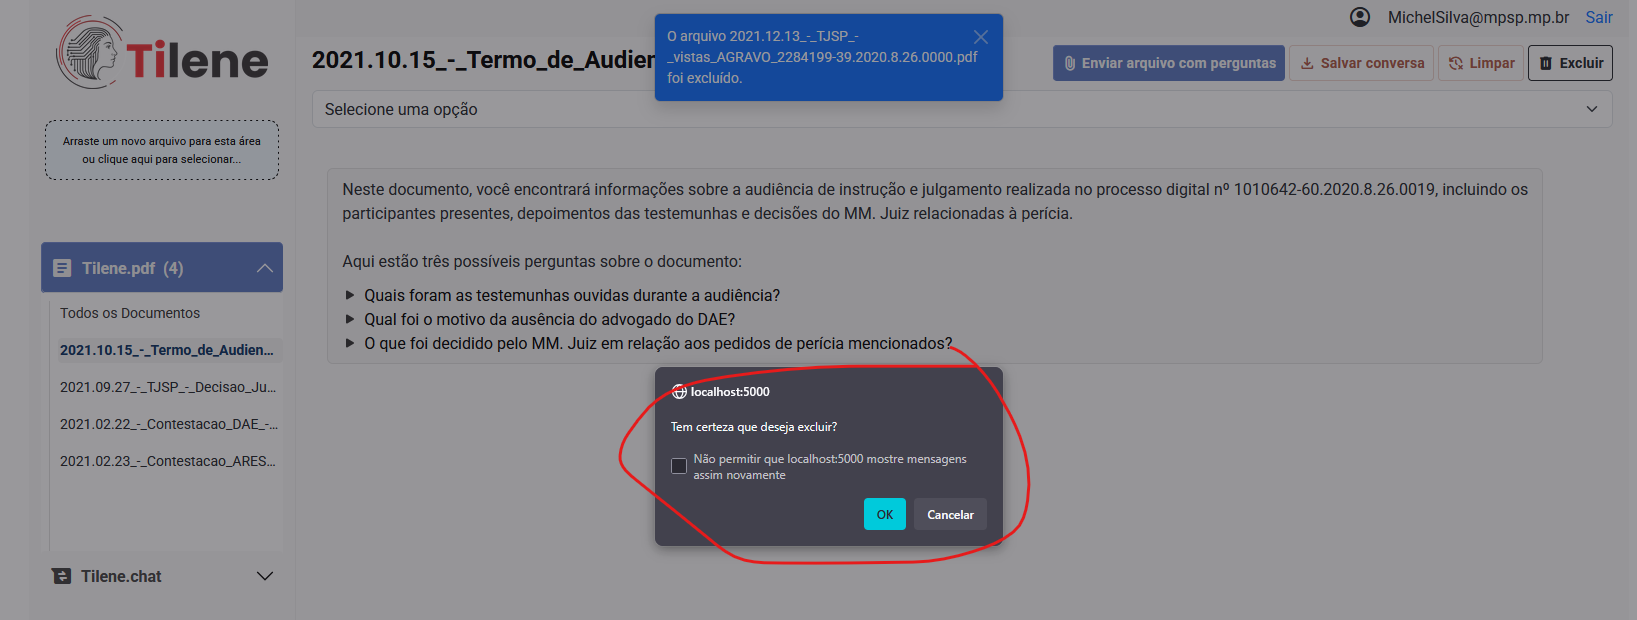 Tilene
MichelSilva@mpsp.mp.br Sair
O arquivo 2021.12.13_-_TJSP_-
_vistas_AGRAVO_2284199-39.2020.8.26.0000.pdf
foi excluído.
2021.10.15_-_Termo_de_Audien
Enviar arquivo com perguntas
Salvar conversa
Limpar
Excluir
Selecione uma opção
Arraste um novo arquivo para esta área
ou clique aqui para selecionar...
Neste documento, você encontrará informações sobre a audiência de instrução e julgamento realizada no processo digital nº 1010642-60.2020.8.26.0019, incluindo os
participantes presentes, depoimentos das testemunhas e decisões do MM. Juiz relacionadas à perícia.
Aqui estão três possíveis perguntas sobre o documento:
Quais foram as testemunhas ouvidas durante a audiência?
Qual foi o motivo da ausência do advogado do DAE?
O que foi decidido pelo MM. Juiz em relação aos pedidos de perícia mencionados?
Tilene.pdf (4)
Todos os Documentos
2021.10.15_-_Termo_de_Audien...
2021.09.27_-_TJSP_-_Decisao_Ju...
2021.02.22_-_Contestacao_DAE_-...
2021.02.23_-_Contestacao_ARES...
Tilene.chat
localhost:5000
Tem certeza que deseja excluir?
Não permitir que localhost:5000 mostre mensagens
assim novamente
OK
Cancelar